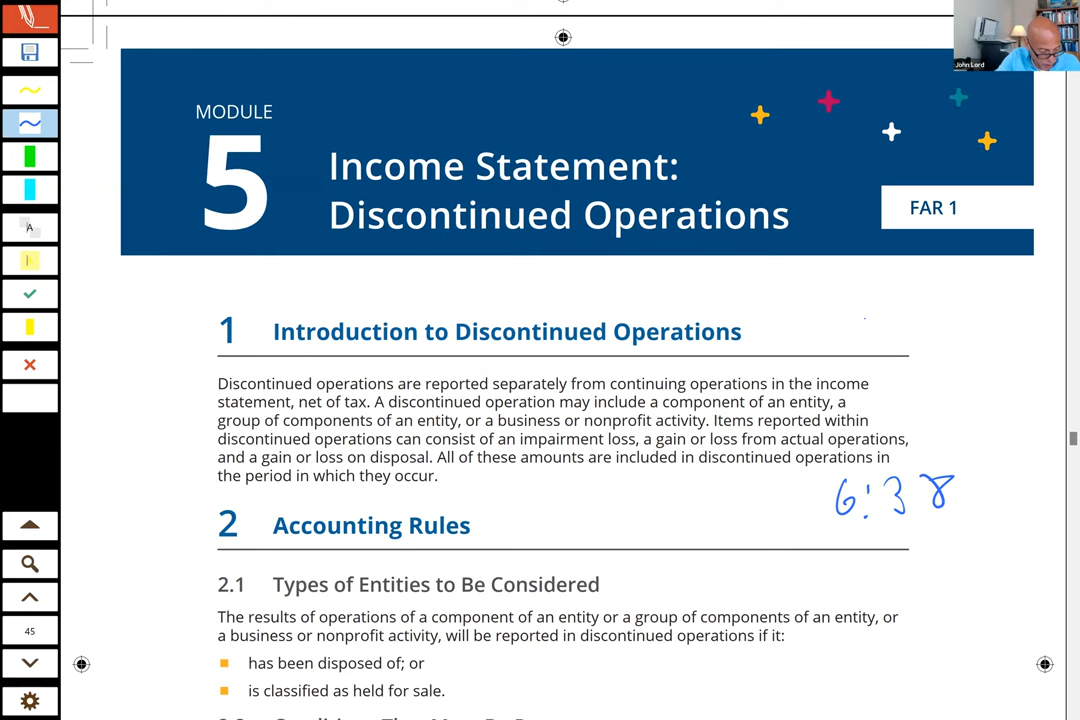 John Lord
MODULE
5
Income Statement:
Discontinued Operations
FAR 1
1 Introduction to Discontinued Operations
Discontinued operations are reported separately from continuing operations in the income
statement, net of tax. A discontinued operation may include a component of an entity, a
group of components of an entity, or a business or nonprofit activity. Items reported within
discontinued operations can consist of an impairment loss, a gain or loss from actual operations,
and a gain or loss on disposal. All of these amounts are included in discontinued operations in
the period in which they occur.
6:38
2 Accounting Rules
2.1 Types of Entities to Be Considered
The results of operations of a component of an entity or a group of components of an entity, or
a business or nonprofit activity, will be reported in discontinued operations if it:
has been disposed of; or
is classified as held for sale.
A
45